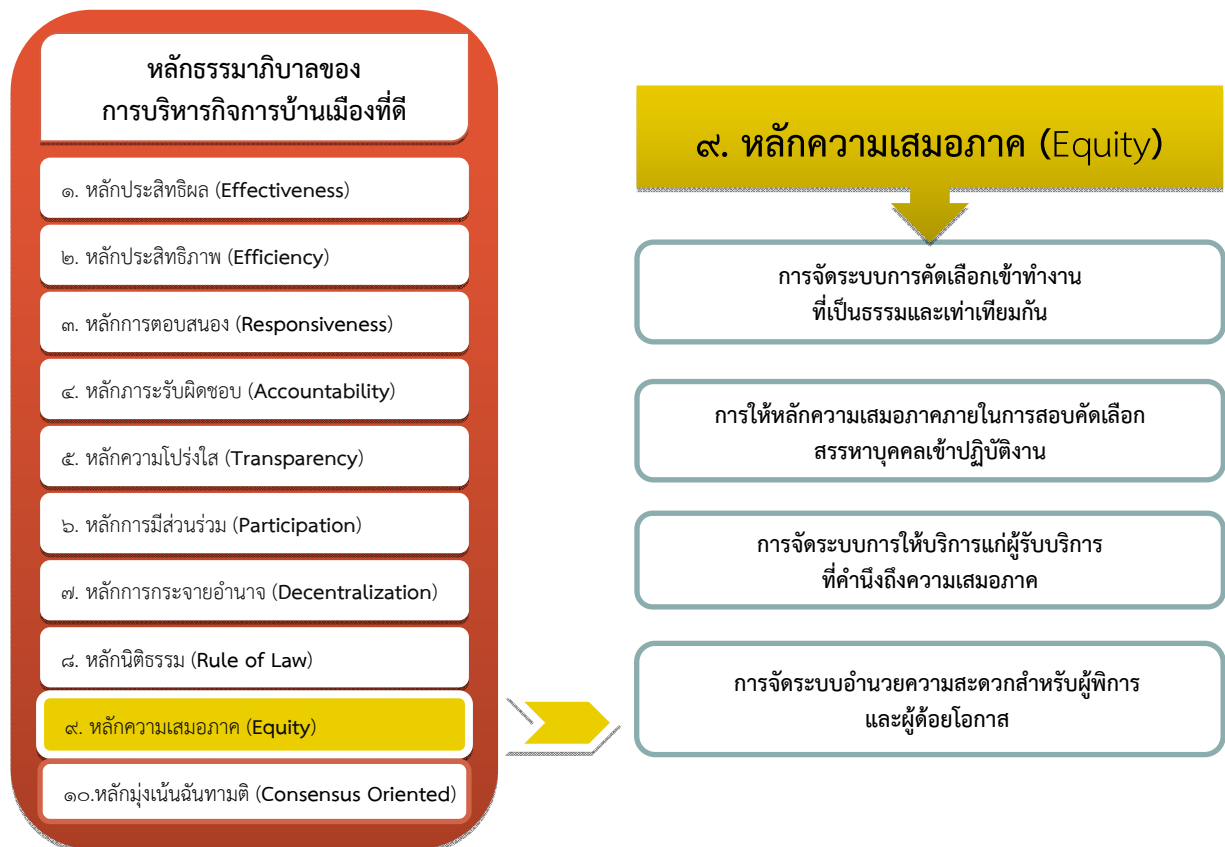 หลักธรรมาภิบาลของ
การบริหารกิจการบ้านเมืองที่ดี
๑. หลักประสิทธิผล (Effectiveness)
๒. หลักประสิทธิภาพ (Efficiency)
๓. หลักการตอบสนอง (Responsiveness)
๔. หลักภาระรับผิดชอบ (Accountability)
๕. หลักความโปร่งใส (Transparency)
๖. หลักการมีส่วนร่วม (Participation)
๗. หลักการกระจายอำนาจ (Decentralization)
๘. หลักนิติธรรม (Rule of Law)
๙. หลักความเสมอภาค (Equity)
๑๐.หลักมุ่งเน้นฉันทามติ (Consensus Oriented)
๙. หลักความเสมอภาค (Equity)
การจัดระบบการคัดเลือกเข้าทำงาน
ที่เป็นธรรมและเท่าเทียมกัน
การให้หลักความเสมอภาคภายในการสอบคัดเลือก
สรรหาบุคคลเข้าปฏิบัติงาน
การจัดระบบการให้บริการแก่ผู้รับบริการ
ที่คำนึงถึงความเสมอภาค
การจัดระบบอำนวยความสะดวกสำหรับผู้พิการ
และผู้ด้อยโอกาส